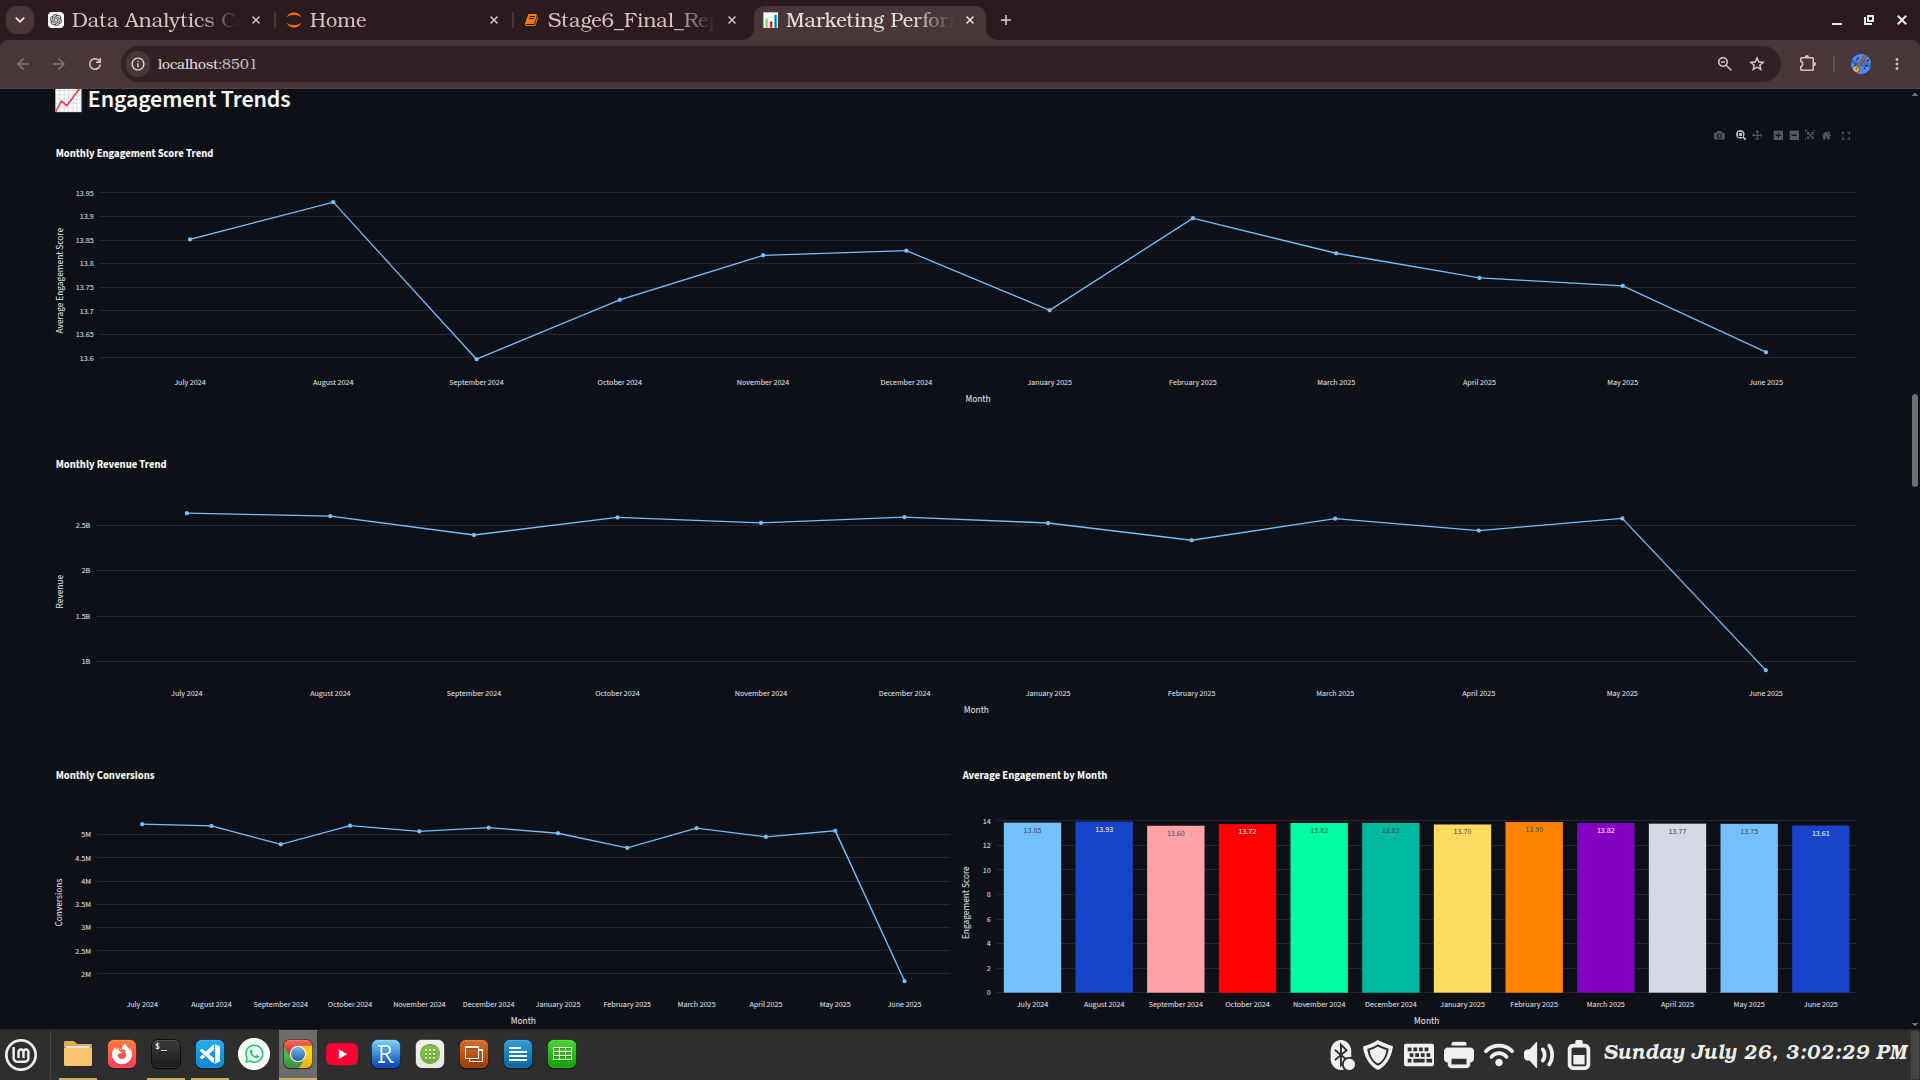 Data Analytics C
Home
Stage6_Final_Rep
Marketing Perfor
localhost:8501
Engagement Trends
Monthly Engagement Score Trend
Average Engagement Score
13.95
13.9
13.85
13.8
13.75
13.7
13.65
13.6
July 2024 August 2024 September 2024 October 2024 November 2024 December 2024 January 2025 February 2025 March 2025 April 2025 May 2025 June 2025
Month
Monthly Revenue Trend
Revenue
2.5B
2B
1.5B
1B
July 2024 August 2024 September 2024 October 2024 November 2024 December 2024 January 2025 February 2025 March 2025 April 2025 May 2025 June 2025
Month
Monthly Conversions
Conversions
5M
4.5M
4M
3.5M
3M
2.5M
2M
July 2024 August 2024 September 2024 October 2024 November 2024 December 2024 January 2025 February 2025 March 2025 April 2025 May 2025 June 2025
Month
Average Engagement by Month
Engagement Score
14
12
10
8
6
4
2
0
13.85 13.93 13.60 13.72 13.82 13.83 13.70 13.90 13.82 13.77 13.75 13.61
July 2024 August 2024 September 2024 October 2024 November 2024 December 2024 January 2025 February 2025 March 2025 April 2025 May 2025 June 2025
Month
$_
R
Sunday July 26, 3:02:29 PM